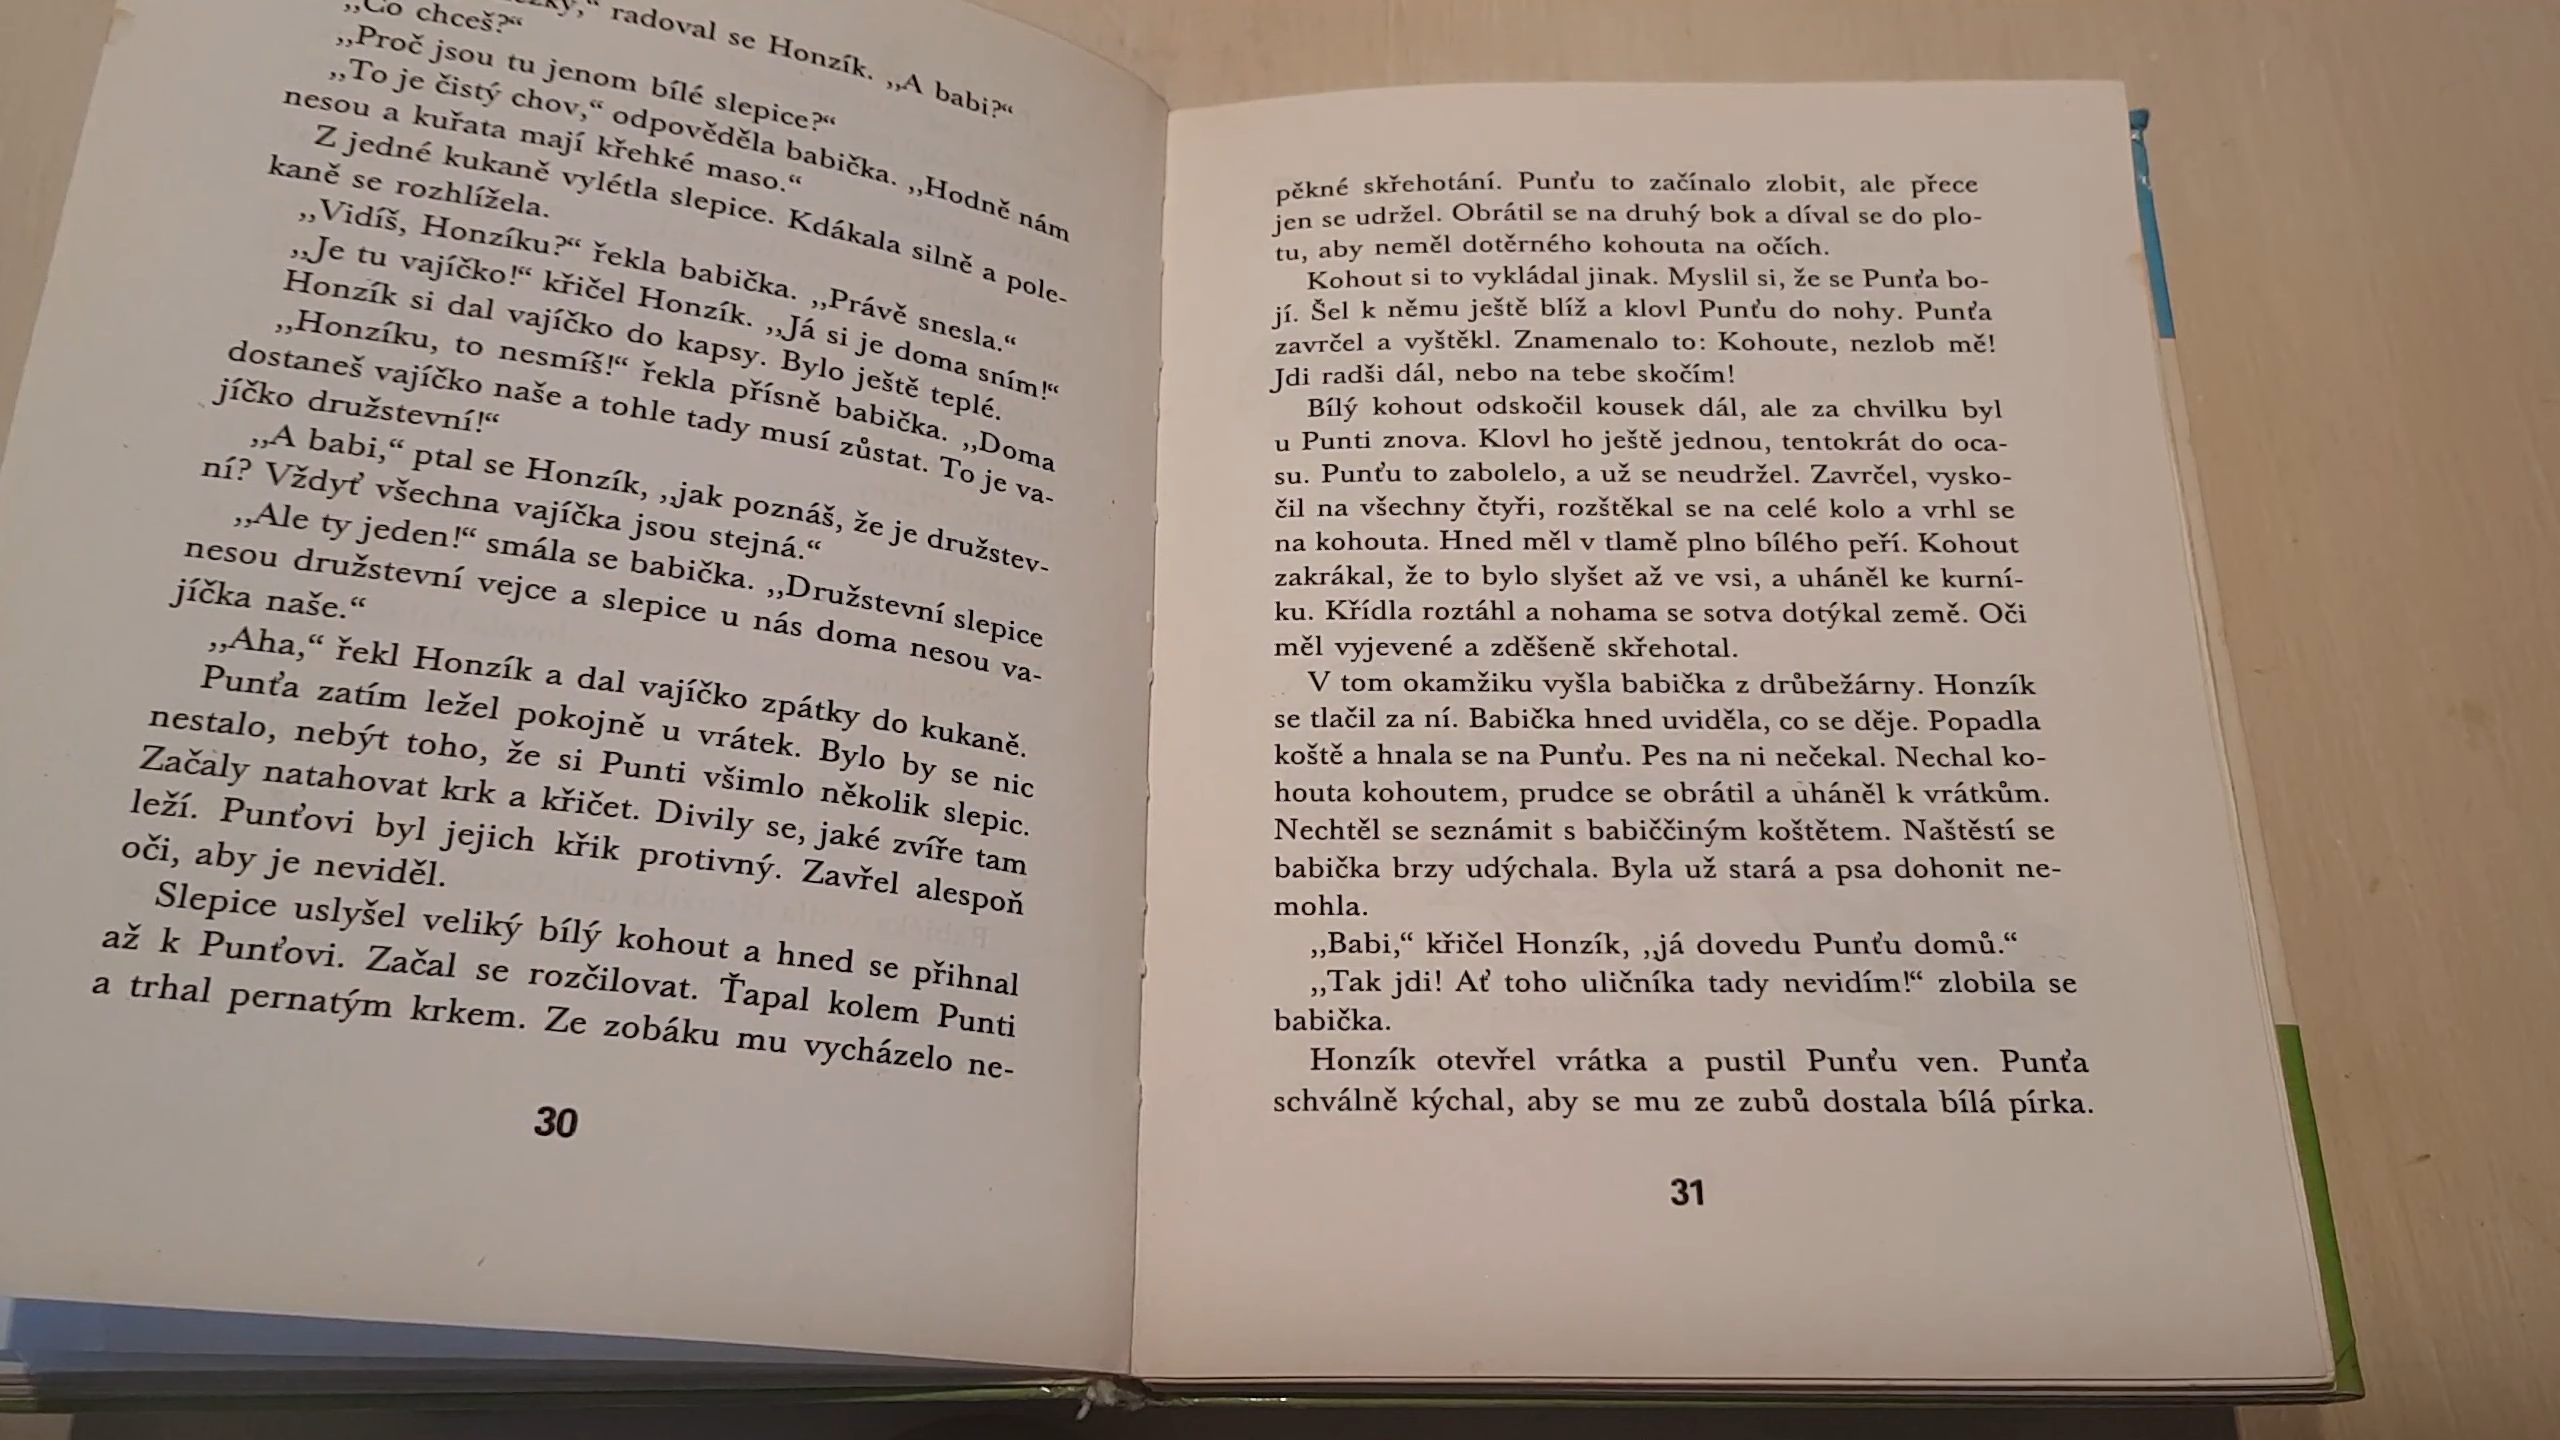 radoval se Honzík. ,,A babi?“
,,Co chceš?“
,,Proč jsou tu jenom bílé slepice?“
,,To je čistý chov,“ odpověděla babička. ,,Hodně nám
nesou a kuřata mají křehké maso.“
Z jedné kukaně vylétla slepice. Kdákala silně a pole-
kaně se rozhlížela.
,,Vidíš, Honzíku?“ řekla babička. ,,Právě snesla.“
,,Je tu vajíčko!“ křičel Honzík. ,,Já si je doma sním!“
Honzík si dal vajíčko do kapsy. Bylo ještě teplé.
,,Honzíku, to nesmíš!“ řekla přísně babička. ,,Doma
dostaneš vajíčko naše a tohle tady musí zůstat. To je va-
jíčko družstevní!“
,,A babi,“ ptal se Honzík, ,,jak poznáš, že je družstev-
ní? Vždyť všechna vajíčka jsou stejná.“
,,Ale ty jeden!“ smála se babička. ,,Družstevní slepice
nesou družstevní vejce a slepice u nás doma nesou va-
jíčka naše.“
,,Aha,“ řekl Honzík a dal vajíčko zpátky do kukaně.
Punťa zatím ležel pokojně u vrátek. Bylo by se nic
nestalo, nebýt toho, že si Punti všimlo několik slepic.
Začaly natahovat krk a křičet. Divily se, jaké zvíře tam
leží. Punťovi byl jejich křik protivný. Zavřel alespoň
oči, aby je neviděl.
Slepice uslyšel veliký bílý kohout a hned se přihnal
až k Punťovi. Začal se rozčilovat. Ťapal kolem Punti
a trhal pernatým krkem. Ze zobáku mu vycházelo ne-
30
pěkné skřehotání. Punťu to začínalo zlobit, ale přece
jen se udržel. Obrátil se na druhý bok a díval se do plo-
tu, aby neměl dotěrného kohouta na očích.
Kohout si to vykládal jinak. Myslil si, že se Punťa bo-
jí. Šel k němu ještě blíž a klovl Punťu do nohy. Punťa
zavrčel a vyštěkl. Znamenalo to: Kohoute, nezlob mě!
Jdi radši dál, nebo na tebe skočím!
Bílý kohout odskočil kousek dál, ale za chvilku byl
u Punti znova. Klovl ho ještě jednou, tentokrát do oca-
su. Punťu to zabolelo, a už se neudržel. Zavrčel, vysko-
čil na všechny čtyři, rozštěkal se na celé kolo a vrhl se
na kohouta. Hned měl v tlamě plno bílého peří. Kohout
zakrákal, že to bylo slyšet až ve vsi, a uháněl ke kurní-
ku. Křídla roztáhl a nohama se sotva dotýkal země. Oči
měl vyjevené a zděšeně skřehotal.
V tom okamžiku vyšla babička z drůbežárny. Honzík
se tlačil za ní. Babička hned uviděla, co se děje. Popadla
koště a hnala se na Punťu. Pes na ni nečekal. Nechal ko-
houta kohoutem, prudce se obrátil a uháněl k vrátkům.
Nechtěl se seznámit s babiččiným koštětem. Naštěstí se
babička brzy udýchala. Byla už stará a psa dohonit ne-
mohla.
,,Babi,“ křičel Honzík, ,,já dovedu Punťu domů.“
,,Tak jdi! Ať toho uličníka tady nevidím!“ zlobila se
babička.
Honzík otevřel vrátka a pustil Punťu ven. Punťa
schválně kýchal, aby se mu ze zubů dostala bílá pírka.
31